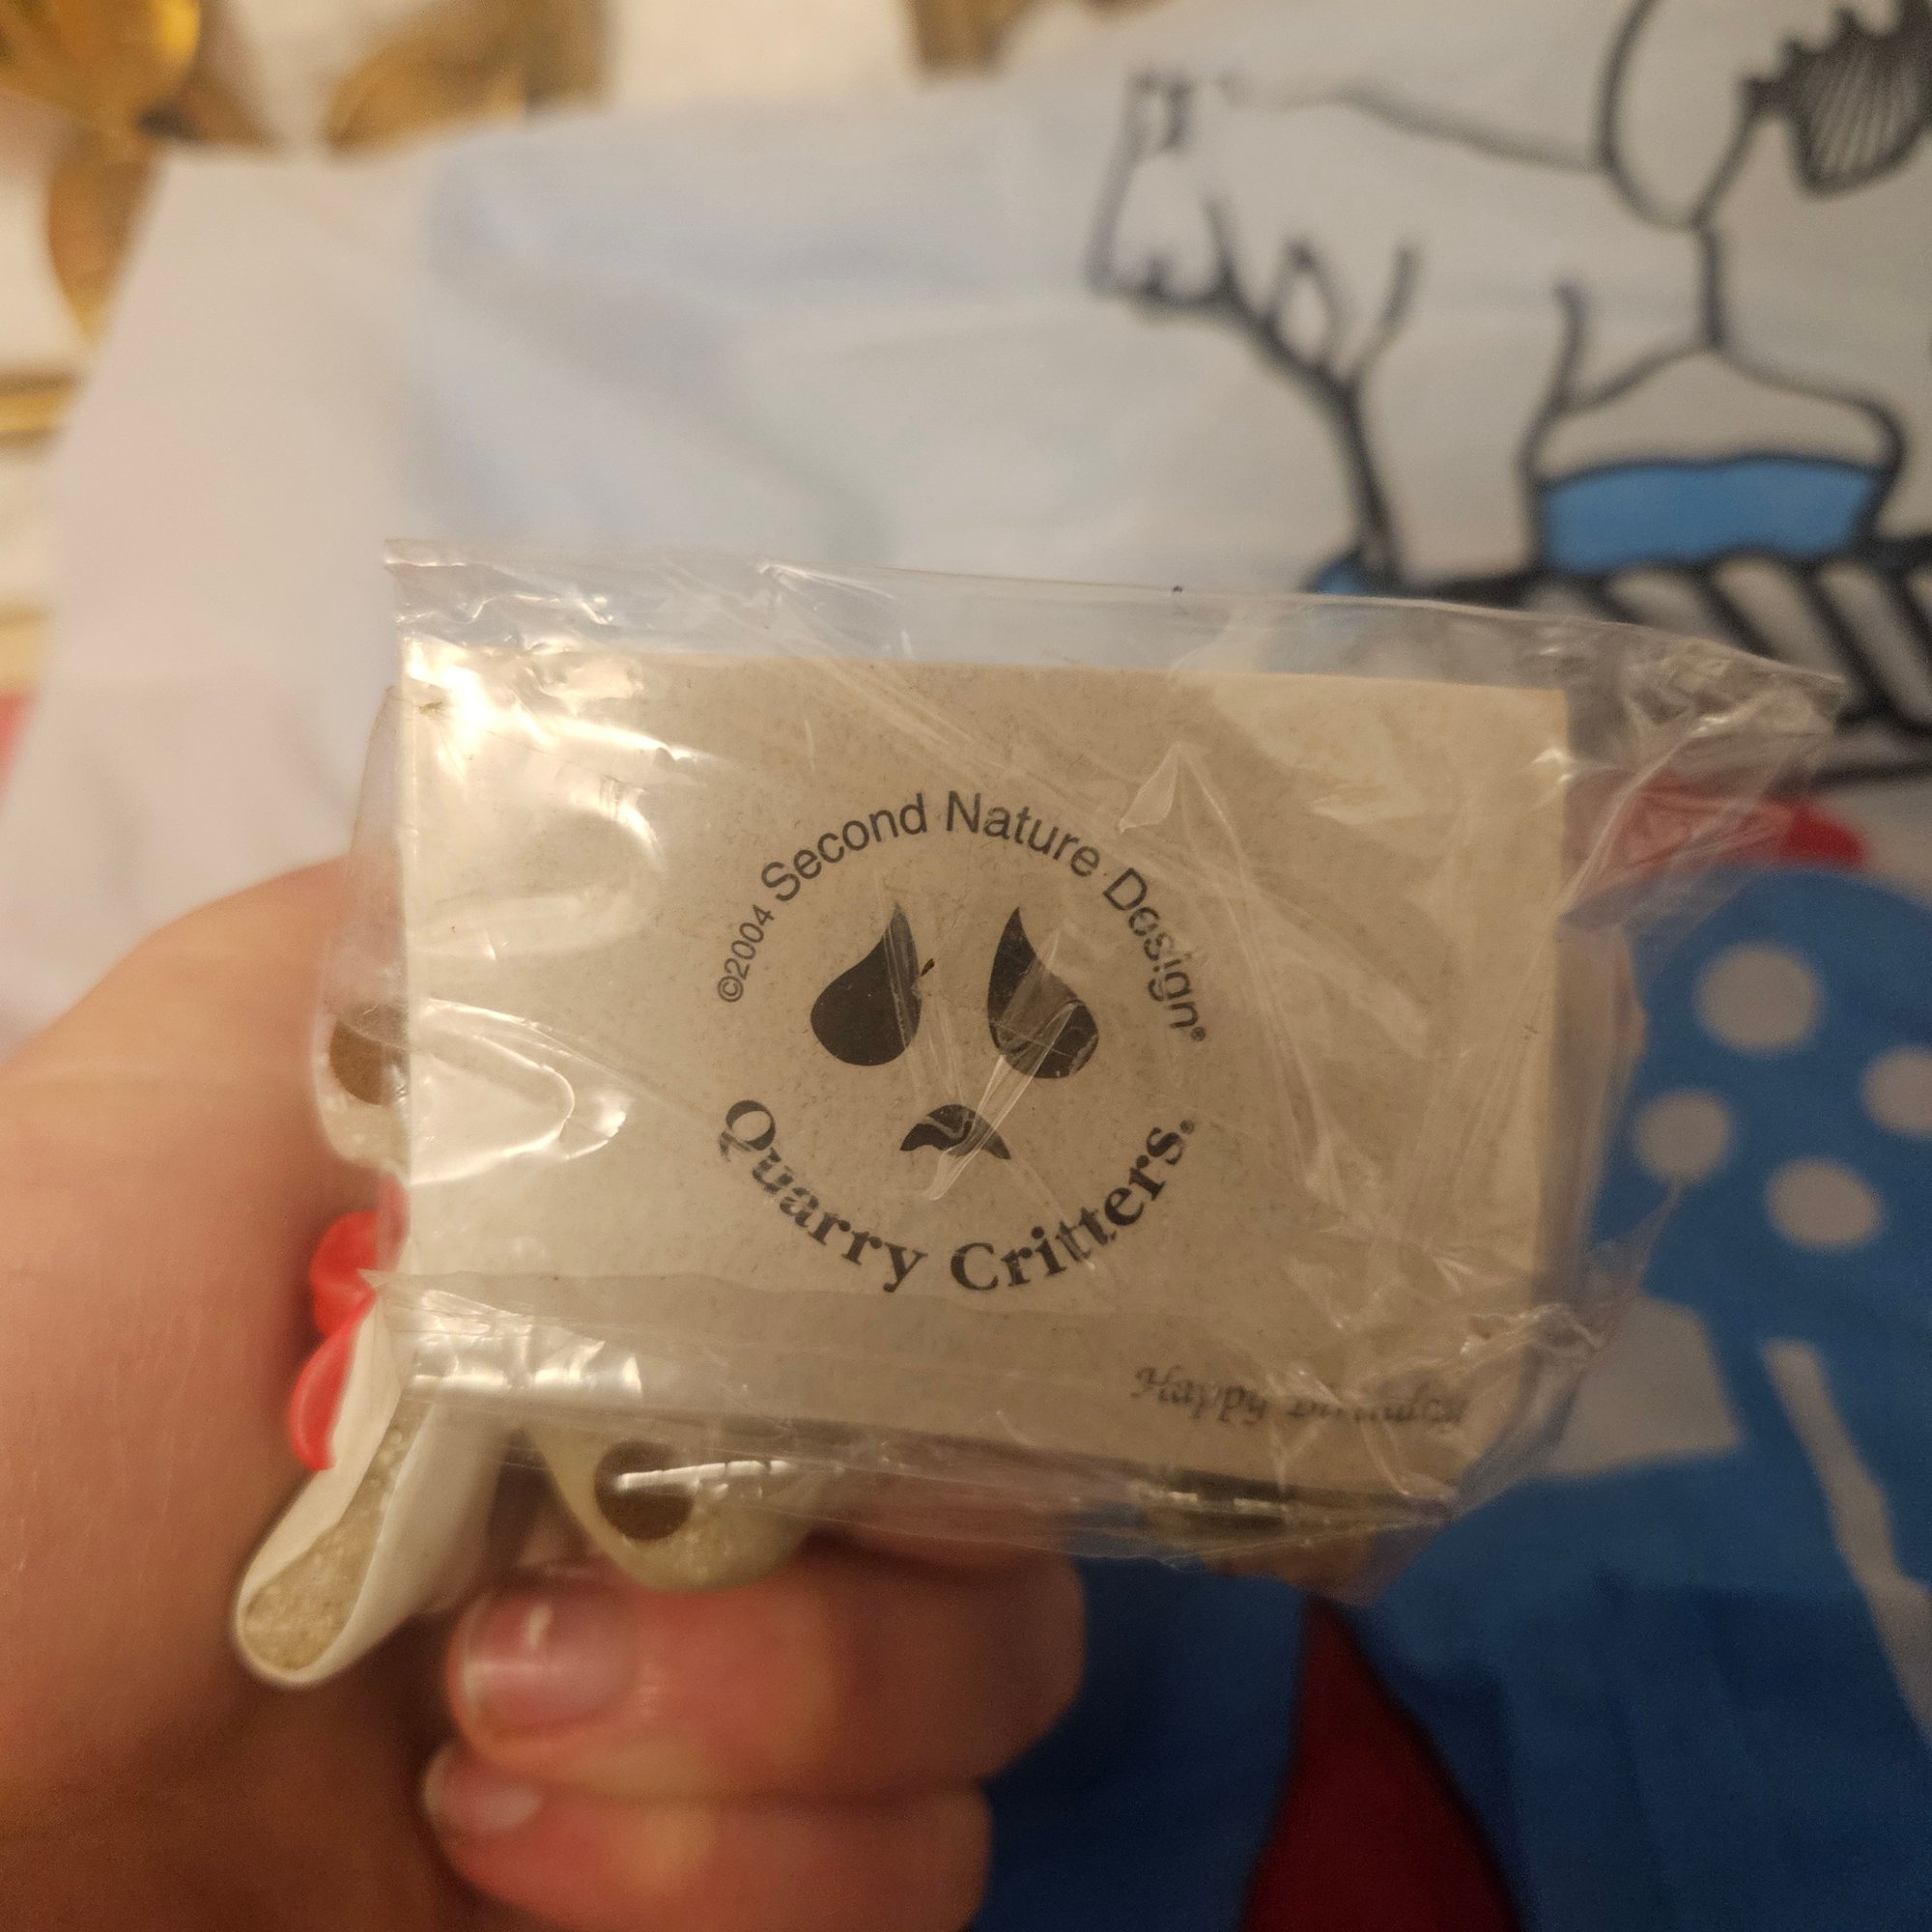 ©2004 Second Nature Design®
Quarry Critters®
Happy